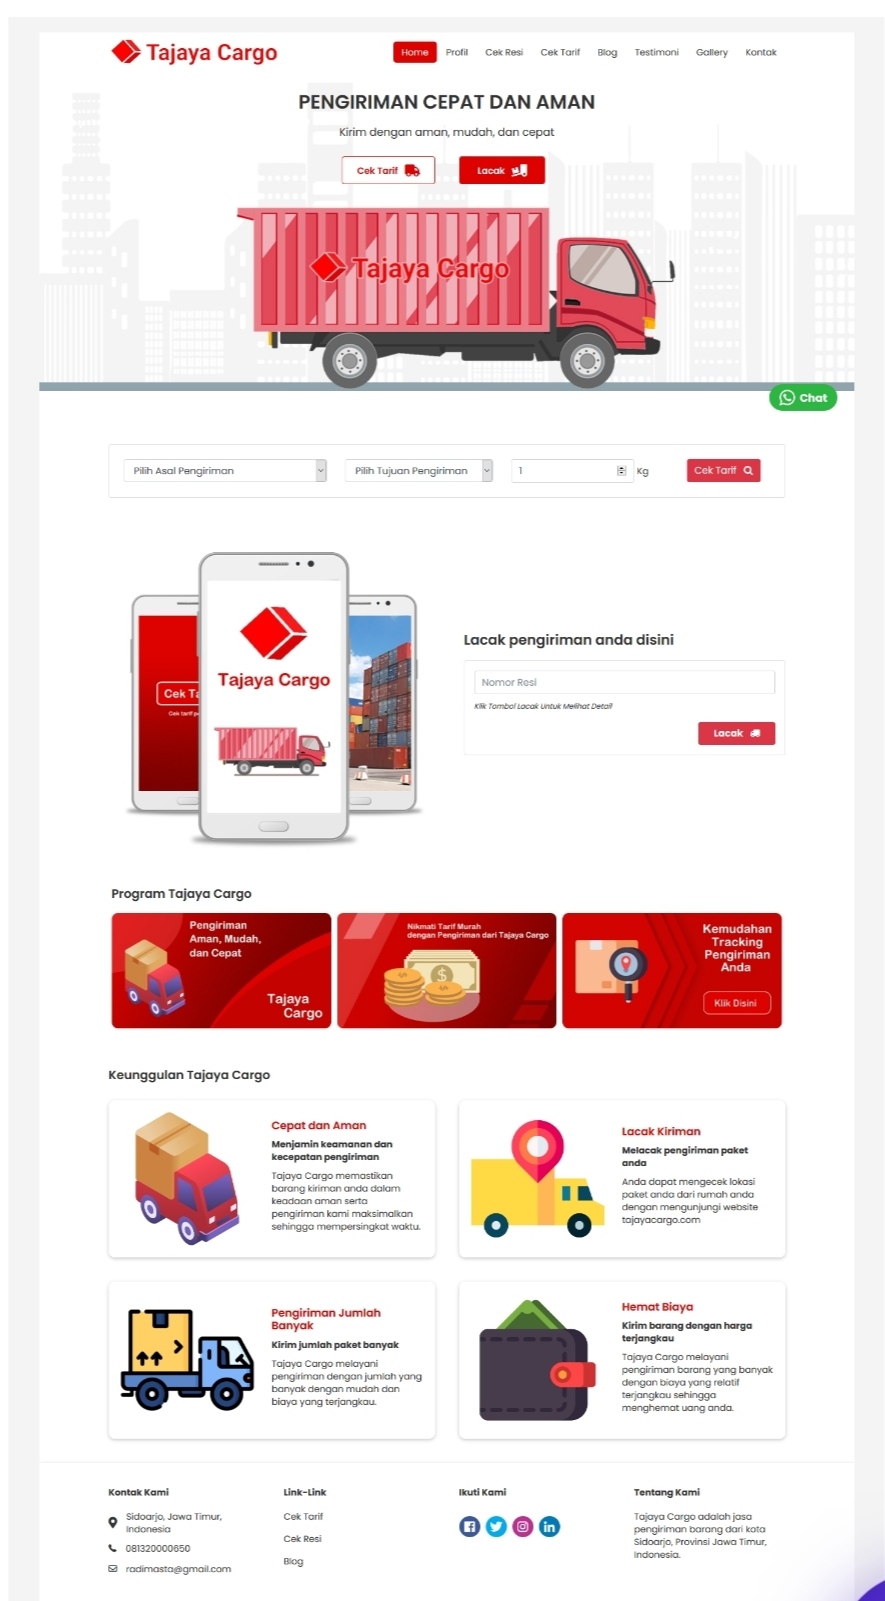 Tajaya Cargo
Home Profil Cek Resi Cek Tarif Blog Testimoni Gallery Kontak
PENGIRIMAN CEPAT DAN AMAN
Kirim dengan aman, mudah, dan cepat
Cek Tarif Lacak
Tajaya Cargo
Chat
Pilih Asal Pengiriman Pilih Tujuan Pengiriman 1 Kg Cek Tarif
Cek Ta
Cek tarif p
Tajaya Cargo
Lacak pengiriman anda disini
Nomor Resi
Klik Tombol Lacak Untuk Melihat Detail!
Lacak
Program Tajaya Cargo
Pengiriman
Aman, Mudah,
dan Cepat
Tajaya
Cargo
Nikmati Tarif Murah
dengan Pengiriman dari Tajaya Cargo
Kemudahan
Tracking
Pengiriman
Anda
Klik Disini
Keunggulan Tajaya Cargo
Cepat dan Aman
Menjamin keamanan dan
kecepatan pengiriman
Tajaya Cargo memastikan
barang kiriman anda dalam
keadaan aman serta
pengiriman kami maksimalkan
sehingga mempersingkat waktu.
Lacak Kiriman
Melacak pengiriman paket
anda
Anda dapat mengecek lokasi
paket anda dari rumah anda
dengan mengunjungi website
tajayacargo.com
Pengiriman Jumlah
Banyak
Kirim jumlah paket banyak
Tajaya Cargo melayani
pengiriman dengan jumlah yang
banyak dengan mudah dan
biaya yang terjangkau.
Hemat Biaya
Kirim barang dengan harga
terjangkau
Tajaya Cargo melayani
pengiriman barang yang banyak
dengan biaya yang relatif
terjangkau sehingga
menghemat uang anda.
Kontak Kami
Sidoarjo, Jawa Timur,
Indonesia
081320000650
radimasta@gmail.com
Link-Link
Cek Tarif
Cek Resi
Blog
Ikuti Kami
Tentang Kami
Tajaya Cargo adalah jasa
pengiriman barang dari kota
Sidoarjo, Provinsi Jawa Timur,
Indonesia.